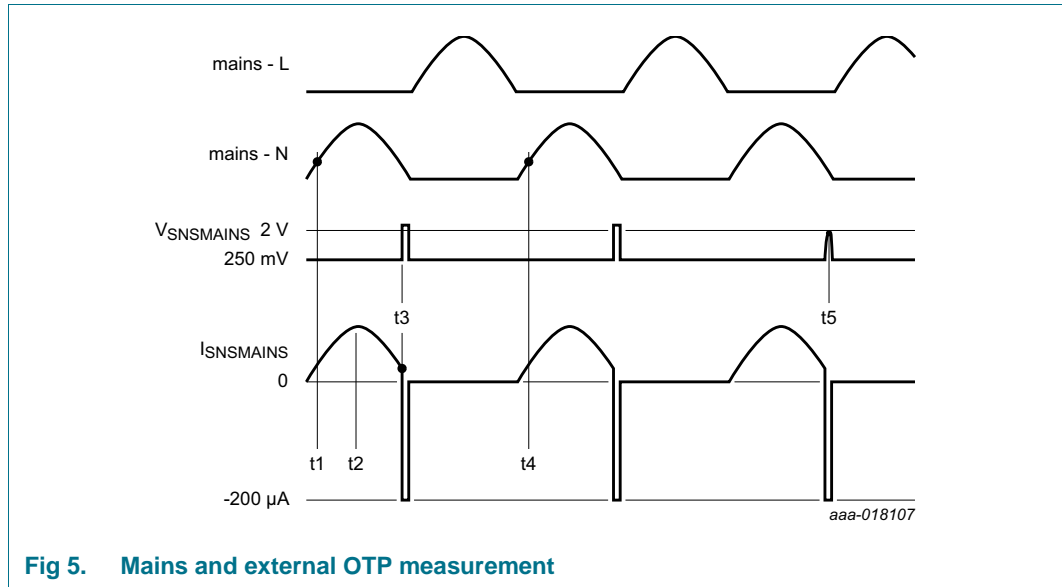 mains - L
mains - N
VSNSMAINS 2 V
250 mV
t3
t5
ISNSMAINS
0
t1
t2
t4
-200 µA
aaa-018107
Fig 5. Mains and external OTP measurement